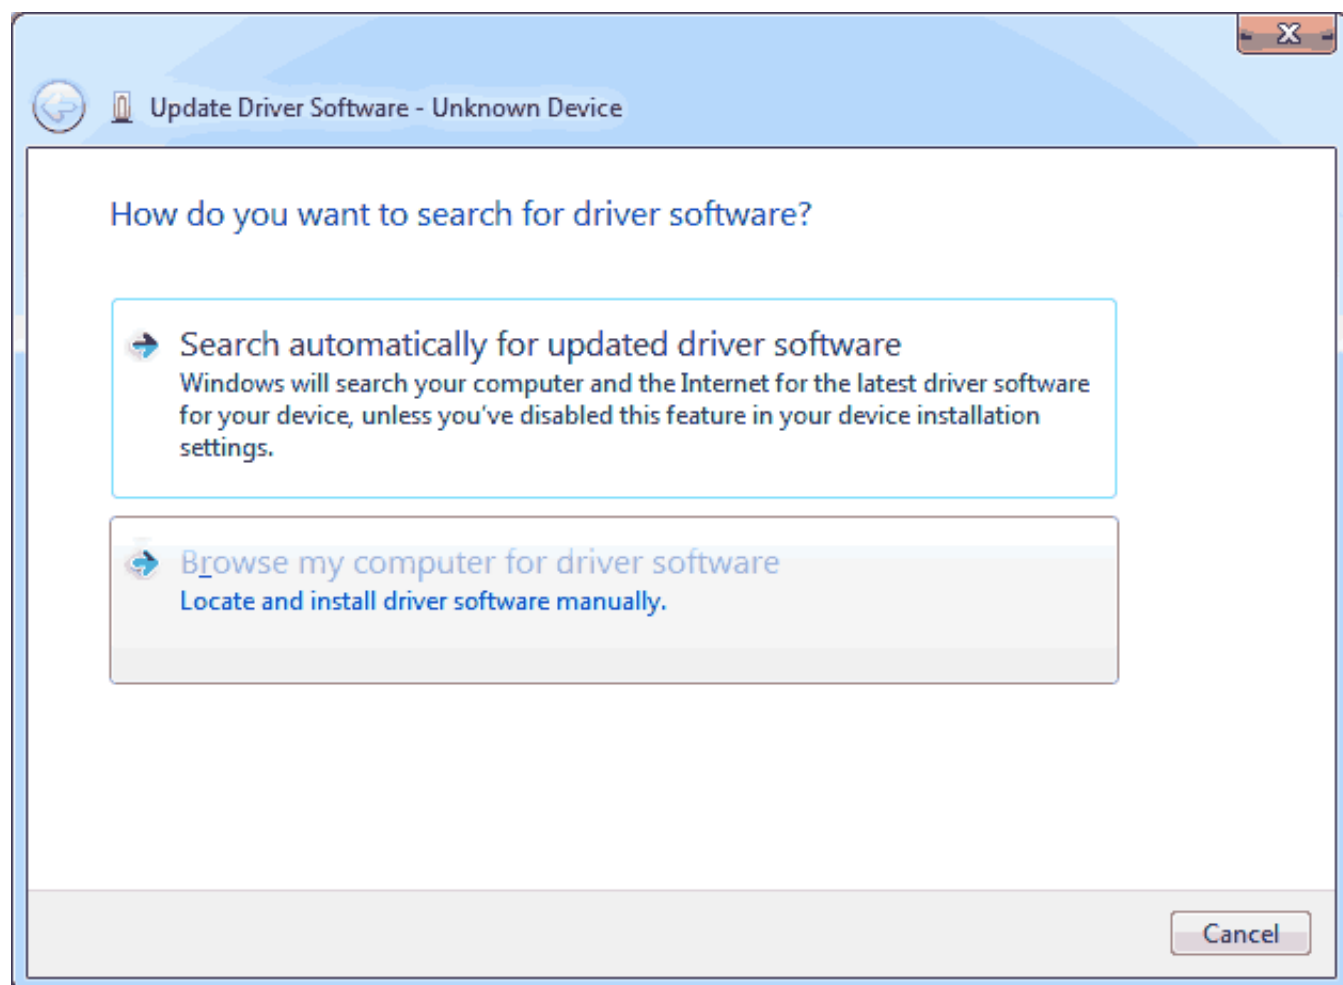 Update Driver Software - Unknown Device
How do you want to search for driver software?
Search automatically for updated driver software
Windows will search your computer and the Internet for the latest driver software
for your device, unless you've disabled this feature in your device installation
settings.
Browse my computer for driver software
Locate and install driver software manually.
Cancel